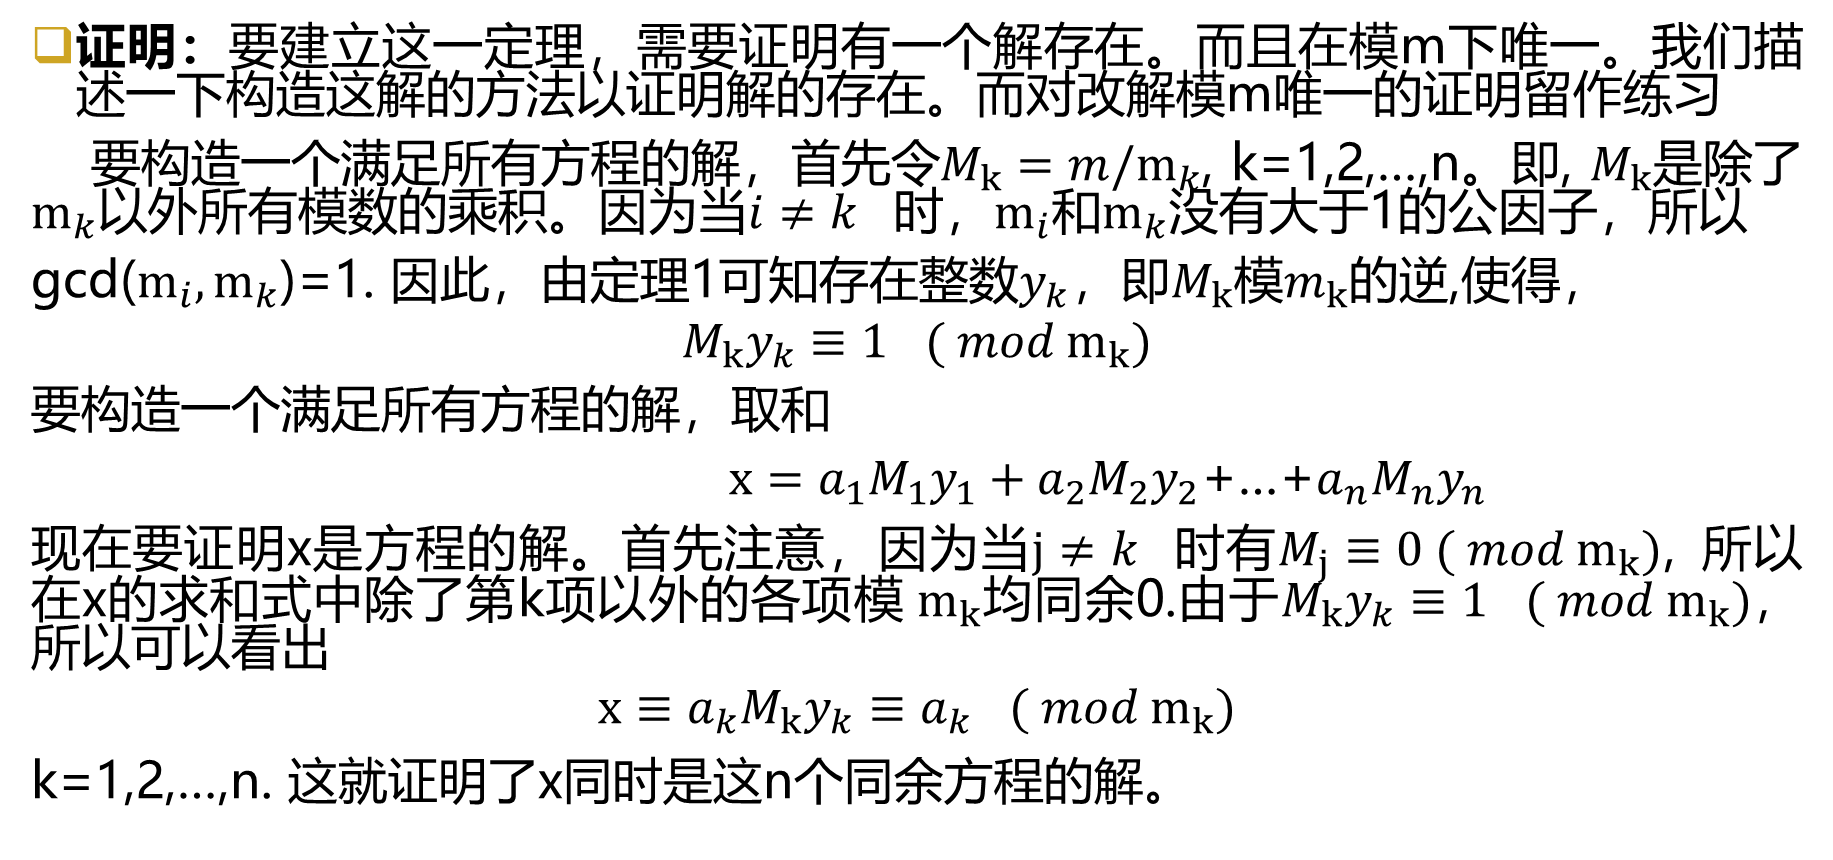 证明：要建立这一定理，需要证明有一个解存在。而且在模m下唯一。我们描
述一下构造这解的方法以证明解的存在。而对改解模m唯一的证明留作练习
要构造一个满足所有方程的解，首先令Mₖ = m/mₖ, k=1,2,…,n。即, Mₖ是除了
mₖ以外所有模数的乘积。因为当i ≠ k 时，mᵢ和mₖ没有大于1的公因子，所以
gcd(mᵢ, mₖ)=1. 因此，由定理1可知存在整数yₖ，即Mₖ模mₖ的逆,使得，
Mₖyₖ ≡ 1 ( mod mₖ)
要构造一个满足所有方程的解，取和
x = a₁M₁y₁ + a₂M₂y₂+…+aₙMₙyₙ
现在要证明x是方程的解。首先注意，因为当j ≠ k 时有Mⱼ ≡ 0 ( mod mₖ)，所以
在x的求和式中除了第k项以外的各项模 mₖ均同余0.由于Mₖyₖ ≡ 1 ( mod mₖ)，
所以可以看出
x ≡ aₖMₖyₖ ≡ aₖ ( mod mₖ)
k=1,2,…,n. 这就证明了x同时是这n个同余方程的解。